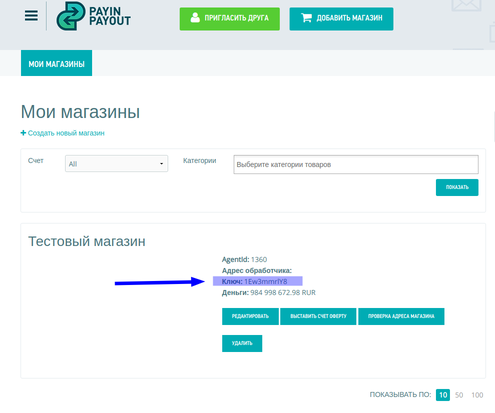 PAYIN
PAYOUT
ПРИГЛАСИТЬ ДРУГА
ДОБАВИТЬ МАГАЗИН
МОИ МАГАЗИНЫ
Мои магазины
+ Создать новый магазин
Счет
All
Категории
Выберите категории товаров
ПОКАЗАТЬ
Тестовый магазин
AgentId: 1360
Адрес обработчика:
Ключ: 1Ew3mmrlY8
Деньги: 984 998 672,98 RUR
РЕДАКТИРОВАТЬ
ВЫСТАВИТЬ СЧЕТ ОФЕРТУ
ПРОВЕРКА АДРЕСА МАГАЗИНА
УДАЛИТЬ
ПОКАЗЫВАТЬ ПО: 10 50 100